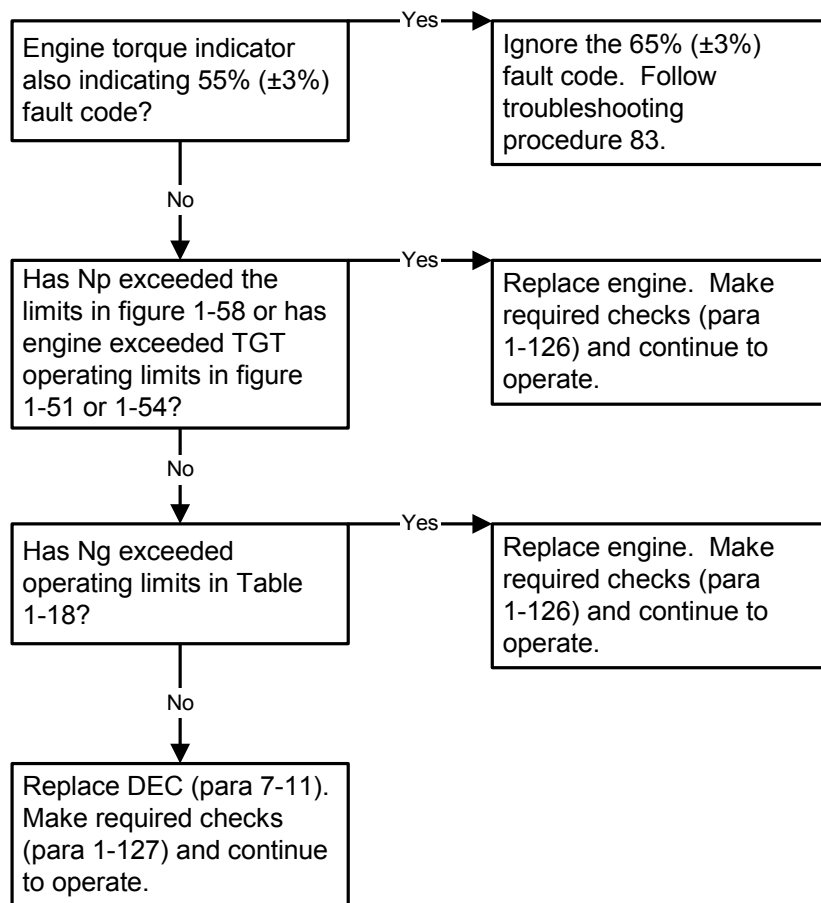 Engine torque indicator
also indicating 55% (±3%)
fault code?
Yes
Ignore the 65% (±3%)
fault code.  Follow
troubleshooting
procedure 83.
No
Has Np exceeded the
limits in figure 1-58 or has
engine exceeded TGT
operating limits in figure
1-51 or 1-54?
Yes
Replace engine.  Make
required checks (para
1-126) and continue to
operate.
No
Has Ng exceeded
operating limits in Table
1-18?
Yes
Replace engine.  Make
required checks (para
1-126) and continue to
operate.
No
Replace DEC (para 7-11).
Make required checks
(para 1-127) and continue
to operate.